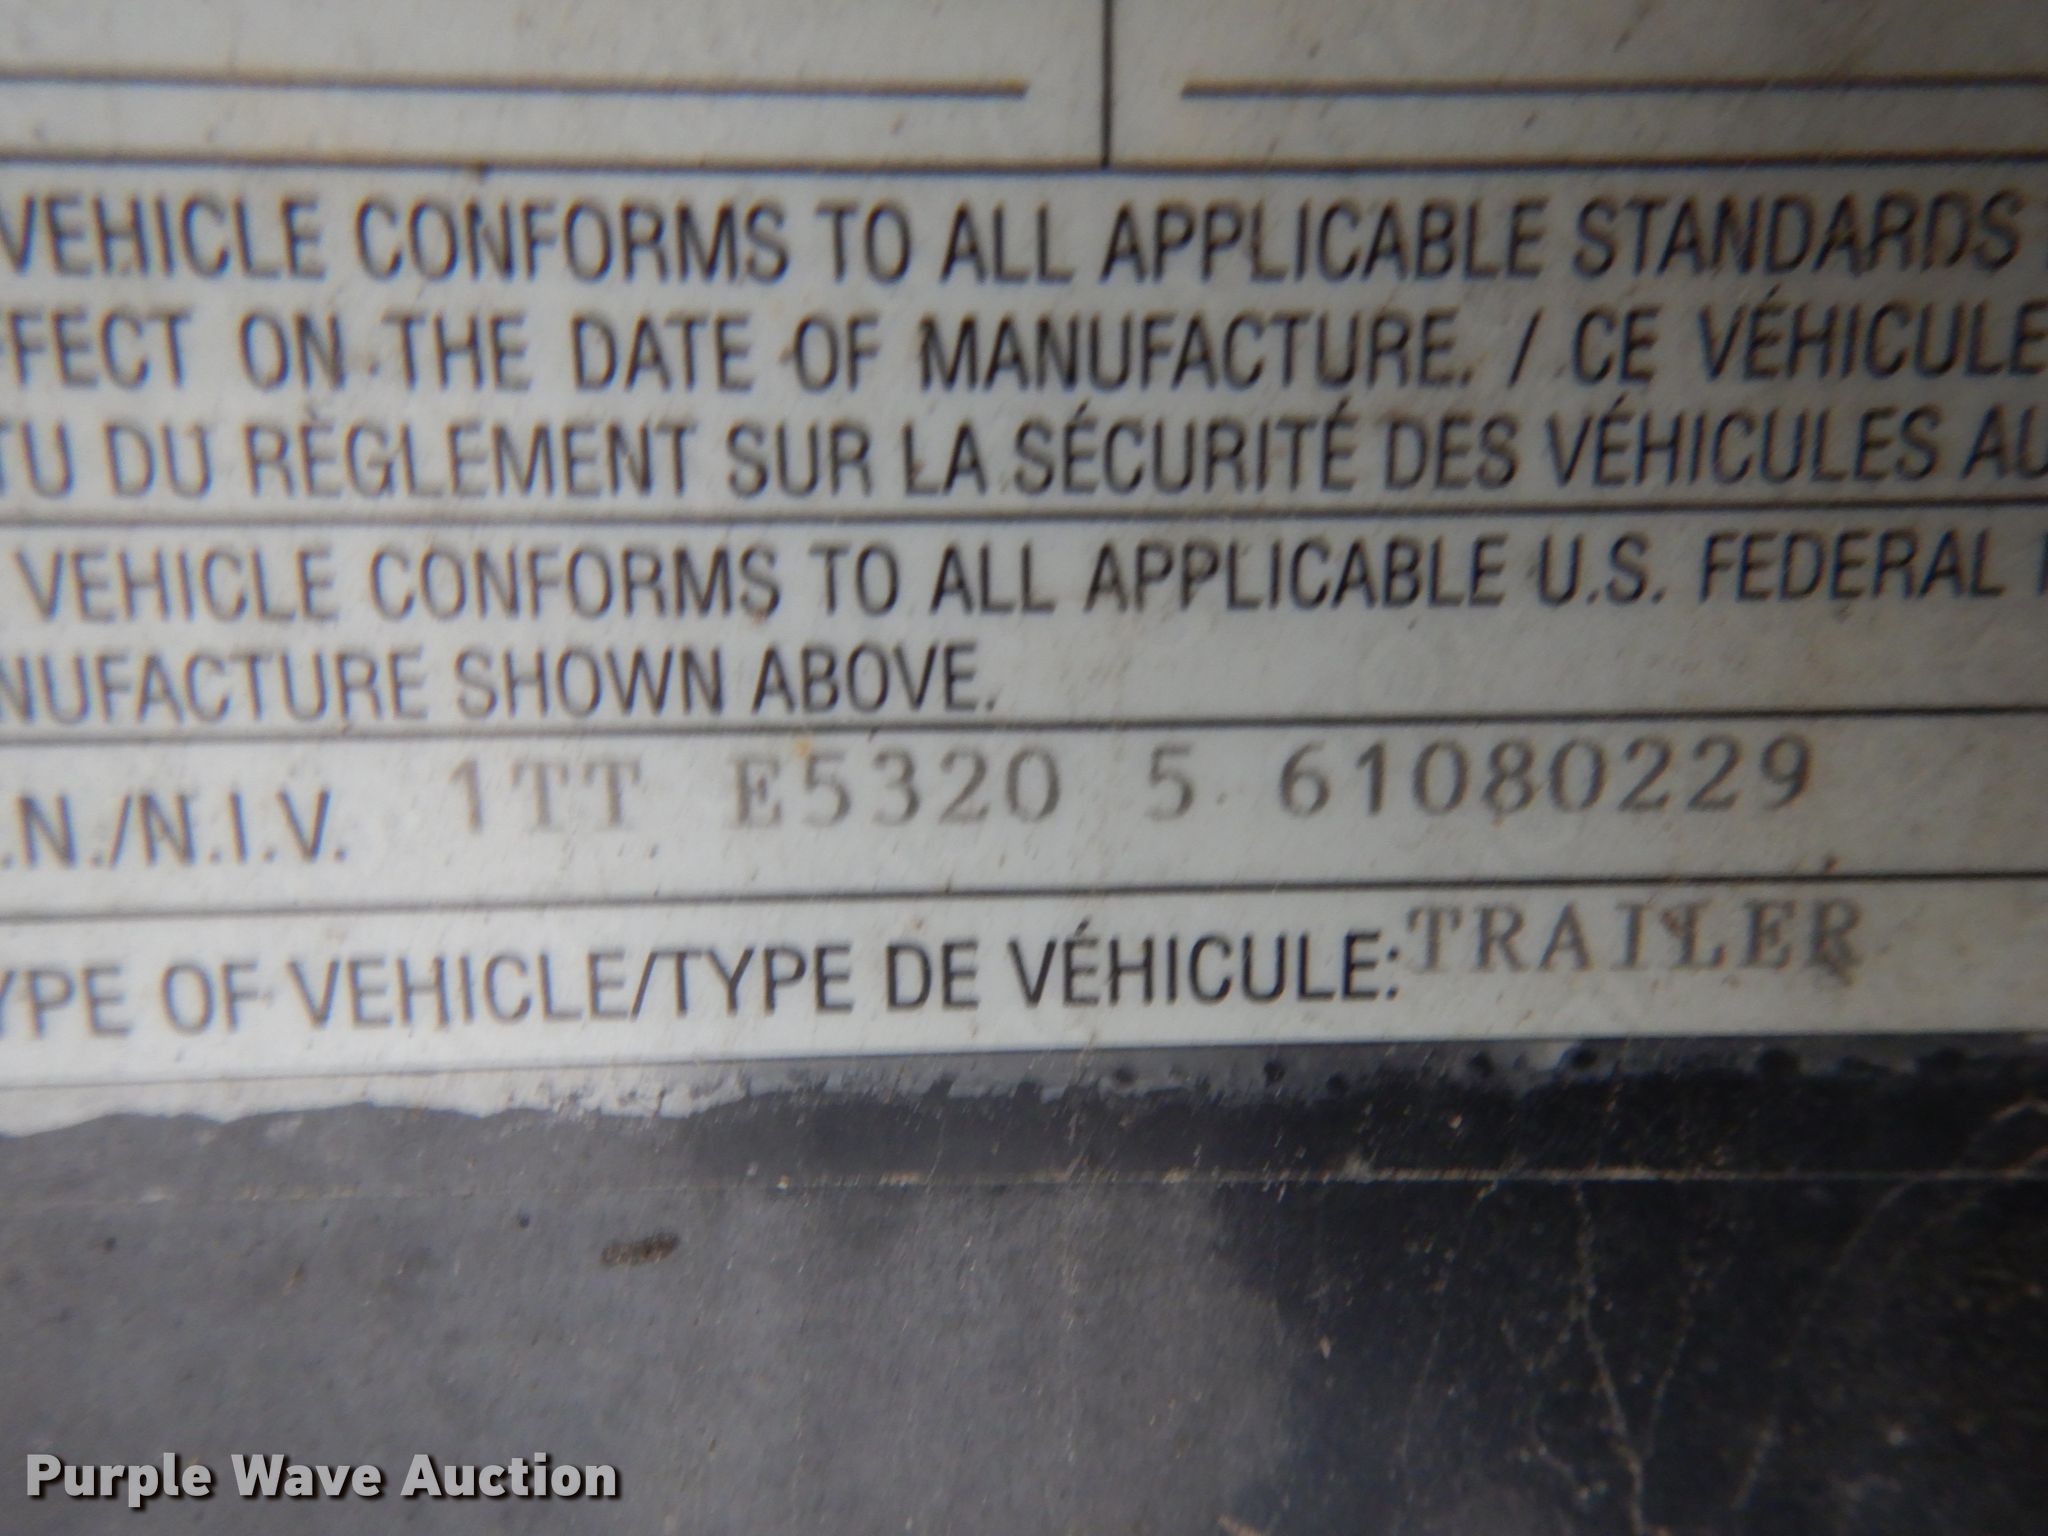 VEHICLE CONFORMS TO ALL APPLICABLE STANDARDS
FFECT ON THE DATE OF MANUFACTURE. / CE VÉHICULE
TU DU RÈGLEMENT SUR LA SÉCURITÉ DES VÉHICULES AU
VEHICLE CONFORMS TO ALL APPLICABLE U.S. FEDERAL
NUFACTURE SHOWN ABOVE.
.N./N.I.V. 1TT E5320 5 61080229
YPE OF VEHICLE/TYPE DE VÉHICULE: TRAILER
Purple Wave Auction